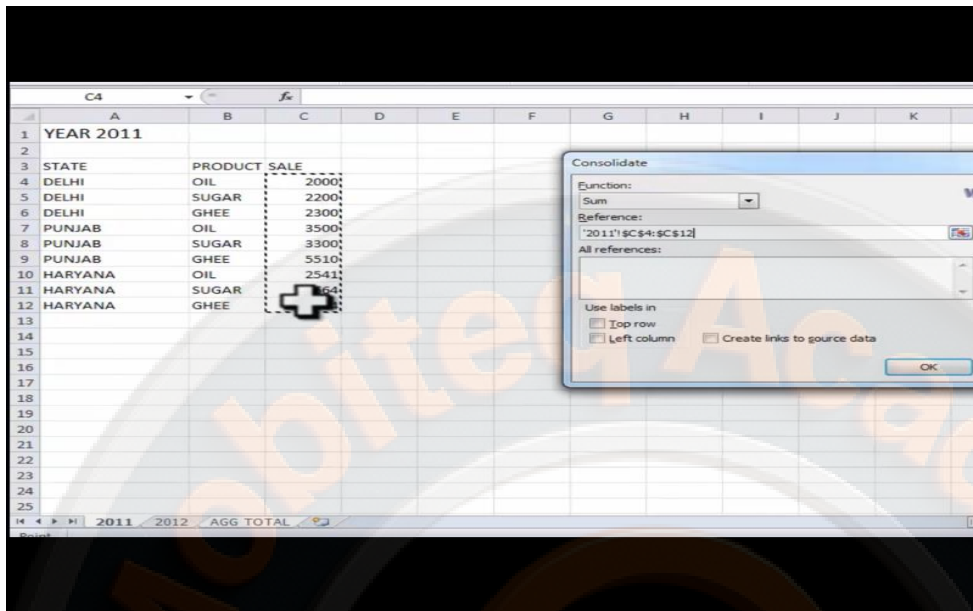 C4 fx
A B C D E F G H I J K
1 YEAR 2011
2
3 STATE PRODUCT SALE
4 DELHI OIL 2000
5 DELHI SUGAR 2200
6 DELHI GHEE 2300
7 PUNJAB OIL 3500
8 PUNJAB SUGAR 3300
9 PUNJAB GHEE 5510
10 HARYANA OIL 2541
11 HARYANA SUGAR
12 HARYANA GHEE
13
14
15
16
17
18
19
20
21
22
23
24
25
2011 2012 AGG TOTAL
Point
Consolidate
Function:
Sum
Reference:
'2011'!$C$4:$C$12
All references:
Use labels in
Top row
Left column Create links to source data
OK
Mobiteq Acad